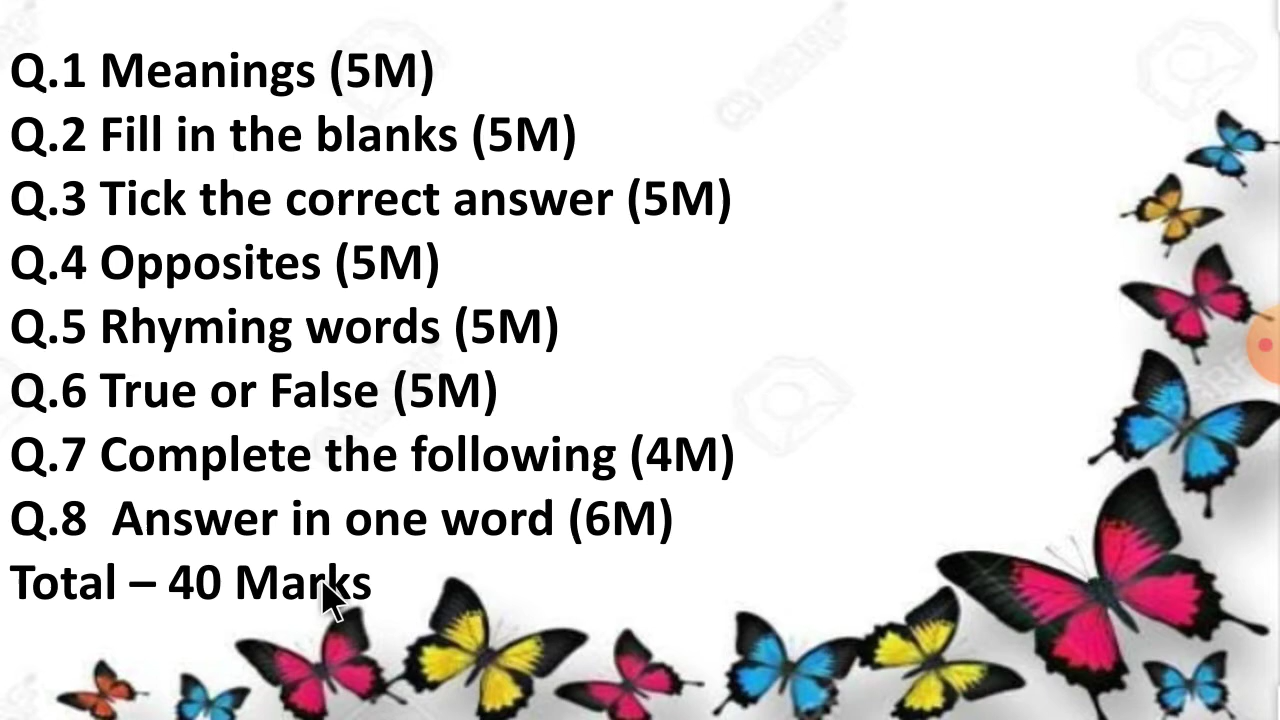 Q.1 Meanings (5M)
Q.2 Fill in the blanks (5M)
Q.3 Tick the correct answer (5M)
Q.4 Opposites (5M)
Q.5 Rhyming words (5M)
Q.6 True or False (5M)
Q.7 Complete the following (4M)
Q.8  Answer in one word (6M)
Total – 40 Marks